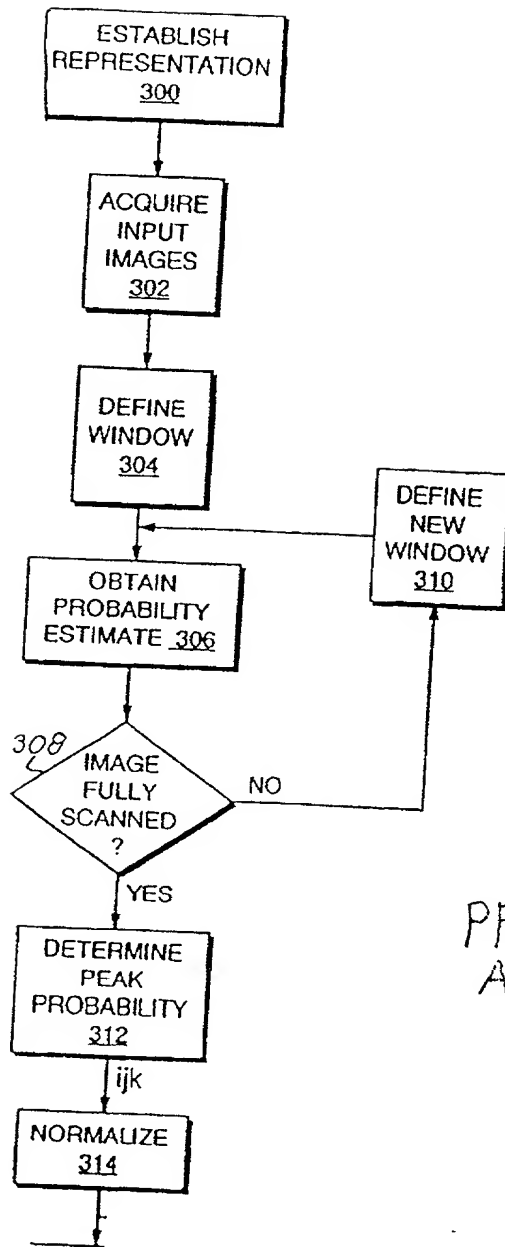 ESTABLISH
REPRESENTATION
300
ACQUIRE
INPUT
IMAGES
302
DEFINE
WINDOW
304
DEFINE
NEW
WINDOW
310
OBTAIN
PROBABILITY
ESTIMATE 306
308
IMAGE
FULLY
SCANNED
?
NO
YES
DETERMINE
PEAK
PROBABILITY
312
ijk
NORMALIZE
314